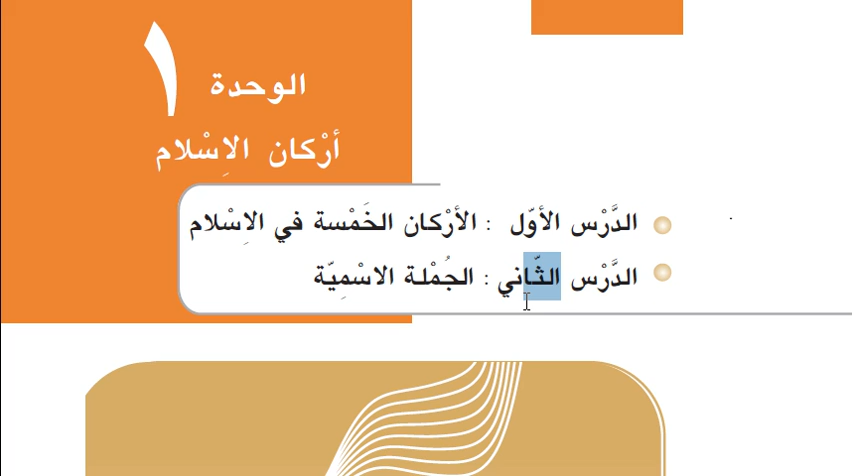 الوحدة ١
أرْكان الاِسْلام
الدَّرْس الأوّل : الأرْكان الخَمْسة في الاِسْلام
الدَّرْس الثّاني : الجُمْلة الاسْمِيّة